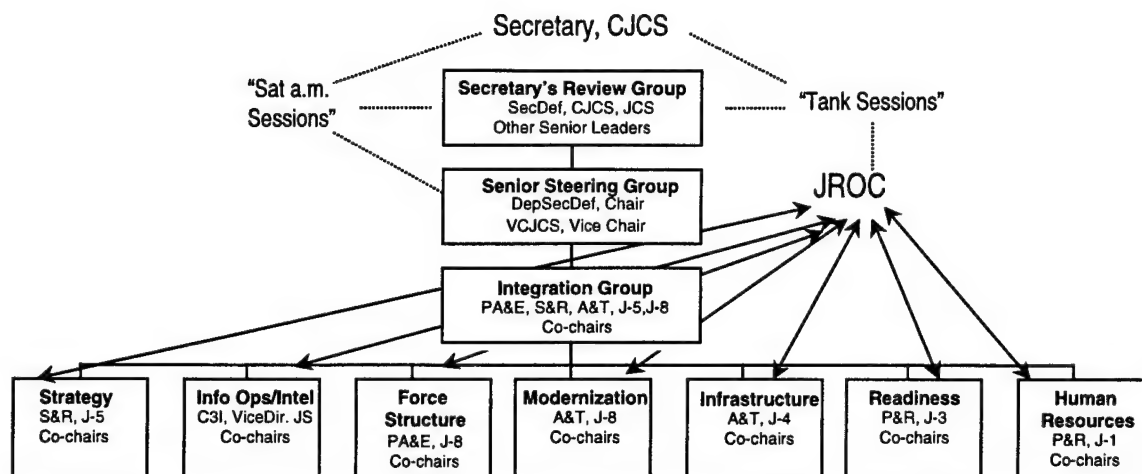 Secretary, CJCS
"Sat a.m.
Sessions"
Secretary's Review Group
SecDef, CJCS, JCS
Other Senior Leaders
"Tank Sessions"
Senior Steering Group
DepSecDef, Chair
VCJCS, Vice Chair
JROC
Integration Group
PA&E, S&R, A&T, J-5,J-8
Co-chairs
Strategy
S&R, J-5
Co-chairs
Info Ops/Intel
C3I, ViceDir. JS
Co-chairs
Force
Structure
PA&E, J-8
Co-chairs
Modernization
A&T, J-8
Co-chairs
Infrastructure
A&T, J-4
Co-chairs
Readiness
P&R, J-3
Co-chairs
Human
Resources
P&R, J-1
Co-chairs